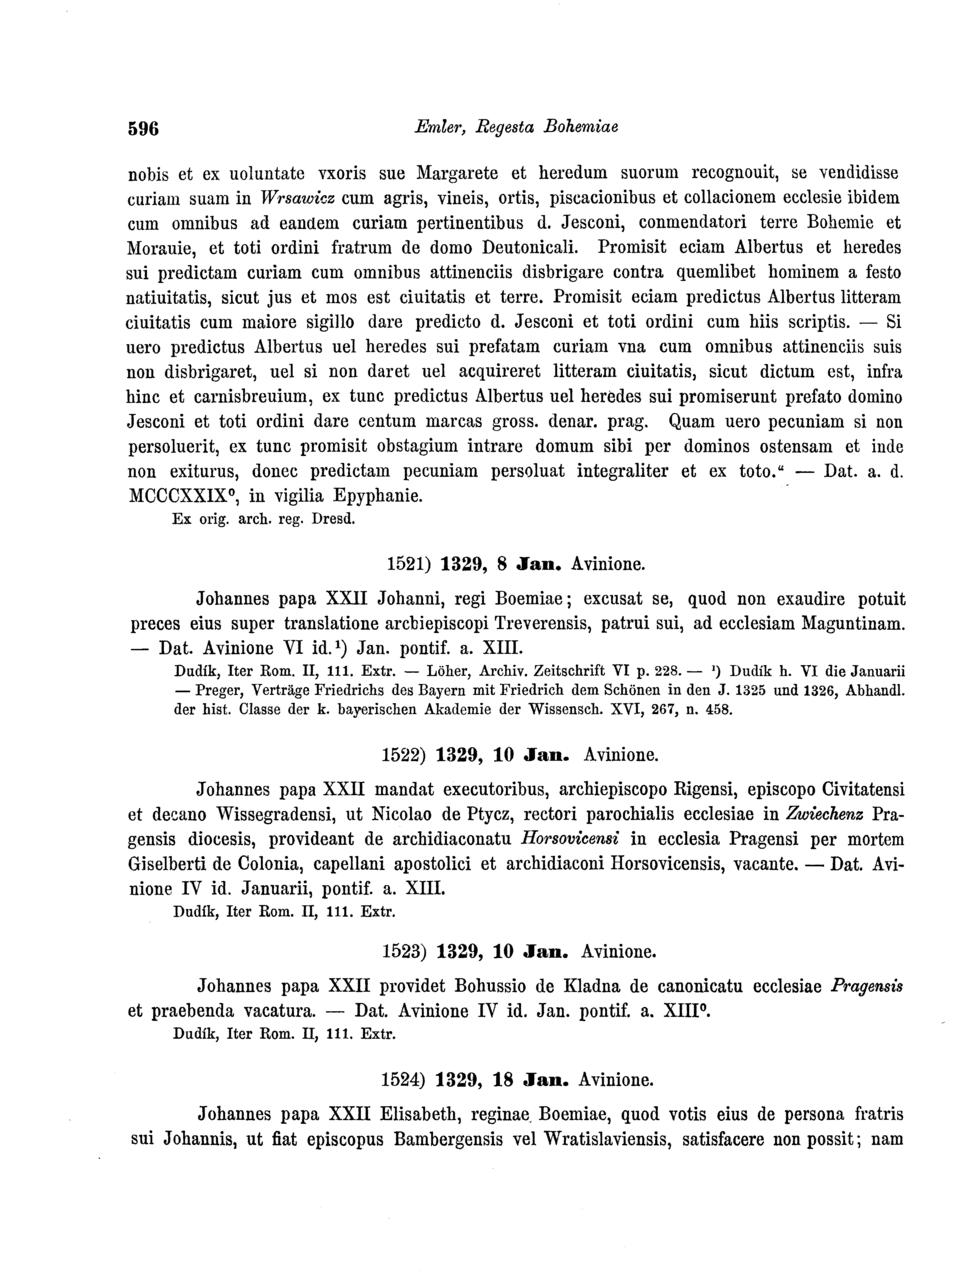 596 Emler, Regesta Bohemiae
nobis et ex uoluntate vxoris sue Margarete et heredum suorum recognouit, se vendidisse
curiam suam in Wrsawicz cum agris, vineis, ortis, piscacionibus et collacionem ecclesie ibidem
cum omnibus ad eandem curiam pertinentibus d. Jesconi, conmendatori terre Bohemie et
Morauie, et toti ordini fratrum de domo Deutonicali. Promisit eciam Albertus et heredes
sui predictam curiam cum omnibus attinenciis disbrigare contra quemlibet hominem a festo
natiuitatis, sicut jus et mos est ciuitatis et terre. Promisit eciam predictus Albertus litteram
ciuitatis cum maiore sigillo dare predicto d. Jesconi et toti ordini cum hiis scriptis. — Si
uero predictus Albertus uel heredes sui prefatam curiam vna cum omnibus attinenciis suis
non disbrigaret, uel si non daret uel acquireret litteram ciuitatis, sicut dictum est, infra
hinc et carnisbreuium, ex tunc predictus Albertus uel heredes sui promiserunt prefato domino
Jesconi et toti ordini dare centum marcas gross. denar. prag. Quam uero pecuniam si non
persoluerit, ex tunc promisit obstagium intrare domum sibi per dominos ostensam et inde
non exiturus, donec predictam pecuniam persoluat integraliter et ex toto.“ — Dat. a. d.
MCCCXXIX⁰, in vigilia Epyphanie.
Ex orig. arch. reg. Dresd.
1521) 1329, 8 Jan. Avinione.
Johannes papa XXII Johanni, regi Boemiae; excusat se, quod non exaudire potuit
preces eius super translatione archiepiscopi Treverensis, patrui sui, ad ecclesiam Maguntinam.
— Dat. Avinione VI id.¹) Jan. pontif. a. XIII.
Dudík, Iter Rom. II, 111. Extr. — Löher, Archiv. Zeitschrift VI p. 228. — ¹) Dudík h. VI die Januarii
— Preger, Verträge Friedrichs des Bayern mit Friedrich dem Schönen in den J. 1325 und 1326, Abhandl.
der hist. Classe der k. bayerischen Akademie der Wissensch. XVI, 267, n. 458.
1522) 1329, 10 Jan. Avinione.
Johannes papa XXII mandat executoribus, archiepiscopo Rigensi, episcopo Civitatensi
et decano Wissegradensi, ut Nicolao de Ptycz, rectori parochialis ecclesiae in Zwiechenz Pra-
gensis diocesis, provideant de archidiaconatu Horsovicensi in ecclesia Pragensi per mortem
Giselberti de Colonia, capellani apostolici et archidiaconi Horsovicensis, vacante. — Dat. Avi-
nione IV id. Januarii, pontif. a. XIII.
Dudík, Iter Rom. II, 111. Extr.
1523) 1329, 10 Jan. Avinione.
Johannes papa XXII providet Bohussio de Kladna de canonicatu ecclesiae Pragensis
et praebenda vacatura. — Dat. Avinione IV id. Jan. pontif. a. XIII⁰.
Dudík, Iter Rom. II, 111. Extr.
1524) 1329, 18 Jan. Avinione.
Johannes papa XXII Elisabeth, reginae Boemiae, quod votis eius de persona fratris
sui Johannis, ut fiat episcopus Bambergensis vel Wratislaviensis, satisfacere non possit; nam